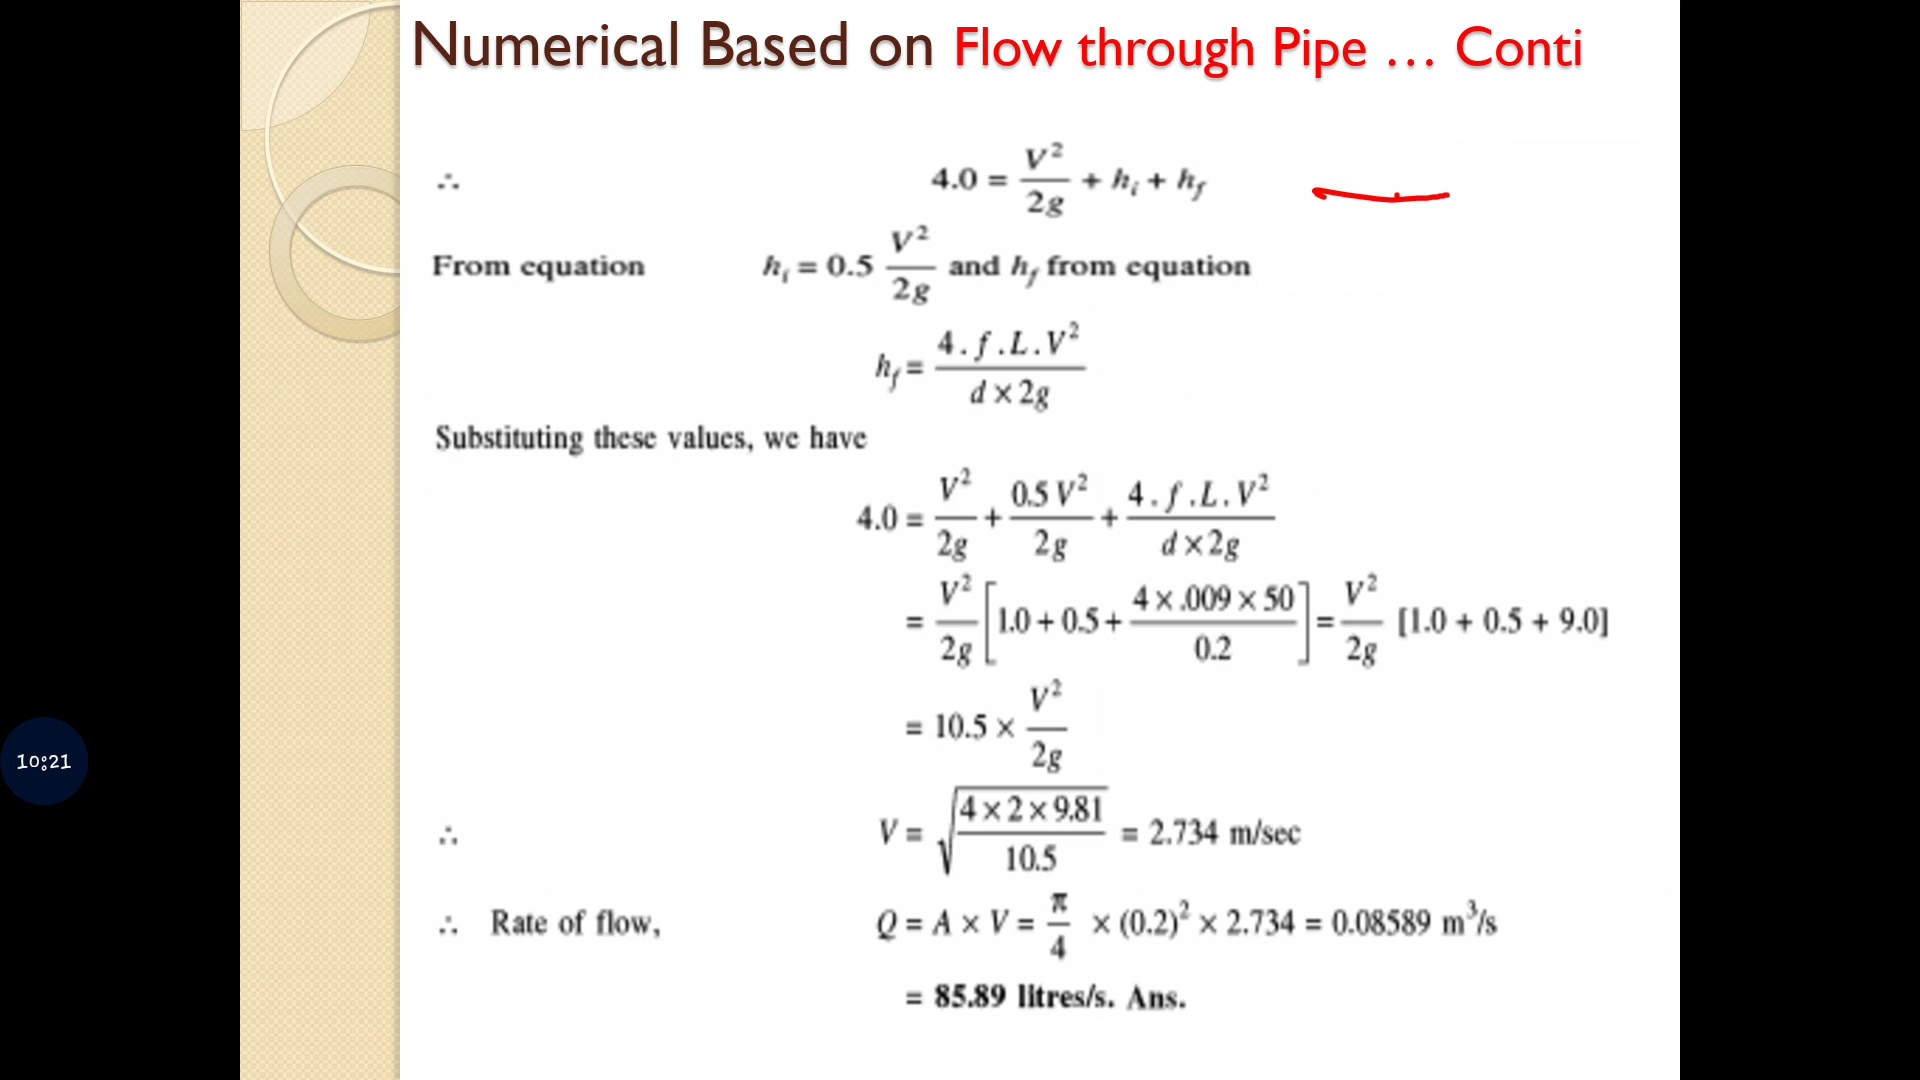 Numerical Based on Flow through Pipe … Conti
∴ 4.0 = V²/2g + hᵢ + h_f
From equation hᵢ = 0.5 V²/2g and h_f from equation
h_f = 4 . f . L . V² / d × 2g
Substituting these values, we have
4.0 = V²/2g + 0.5 V²/2g + 4 . f . L . V² / d × 2g
= V²/2g [1.0 + 0.5 + 4 × .009 × 50 / 0.2] = V²/2g [1.0 + 0.5 + 9.0]
= 10.5 × V²/2g
∴ V = √(4 × 2 × 9.81 / 10.5) = 2.734 m/sec
∴ Rate of flow, Q = A × V = π/4 × (0.2)² × 2.734 = 0.08589 m³/s
= 85.89 litres/s. Ans.
10:21